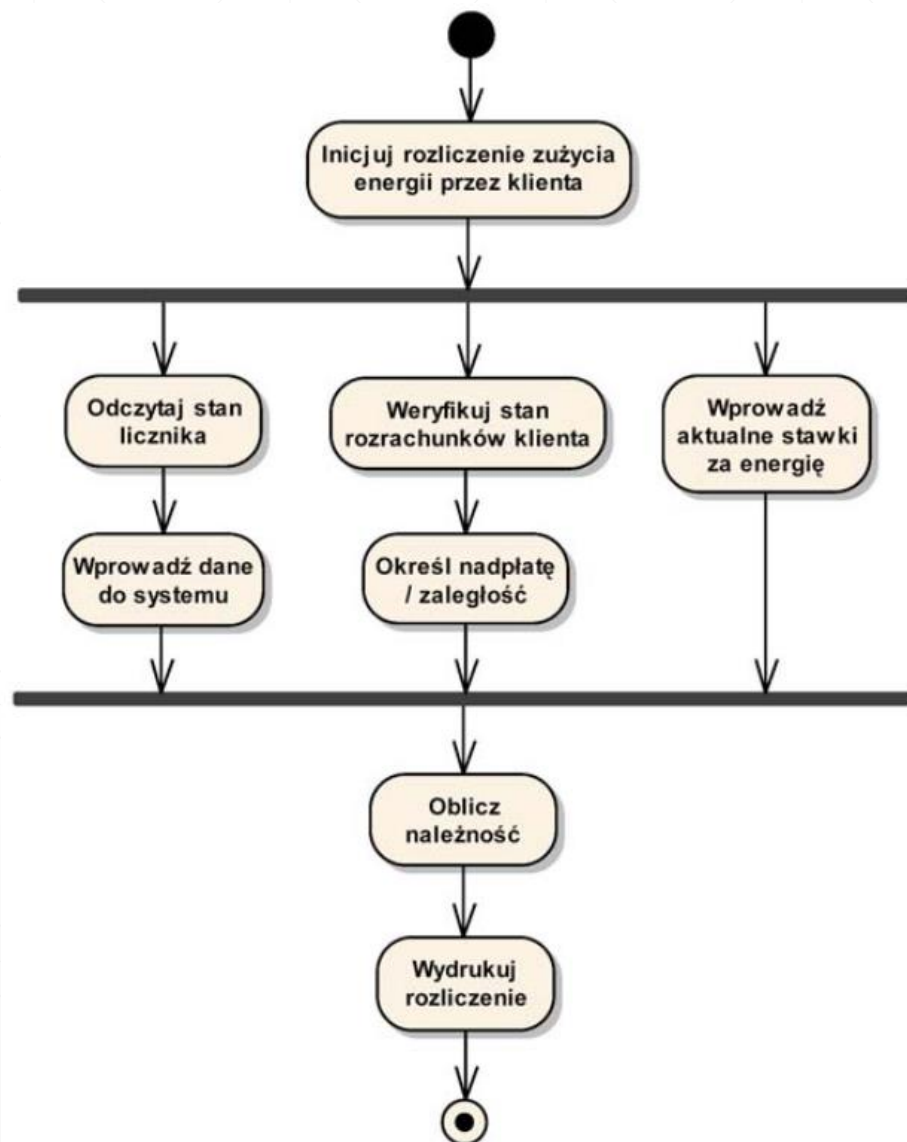 Inicjuj rozliczenie zużycia
energii przez klienta
Odczytaj stan
licznika
Weryfikuj stan
rozrachunków klienta
Wprowadź
aktualne stawki
za energię
Wprowadź dane
do systemu
Określ nadpłatę
/ zaległość
Oblicz
należność
Wydrukuj
rozliczenie